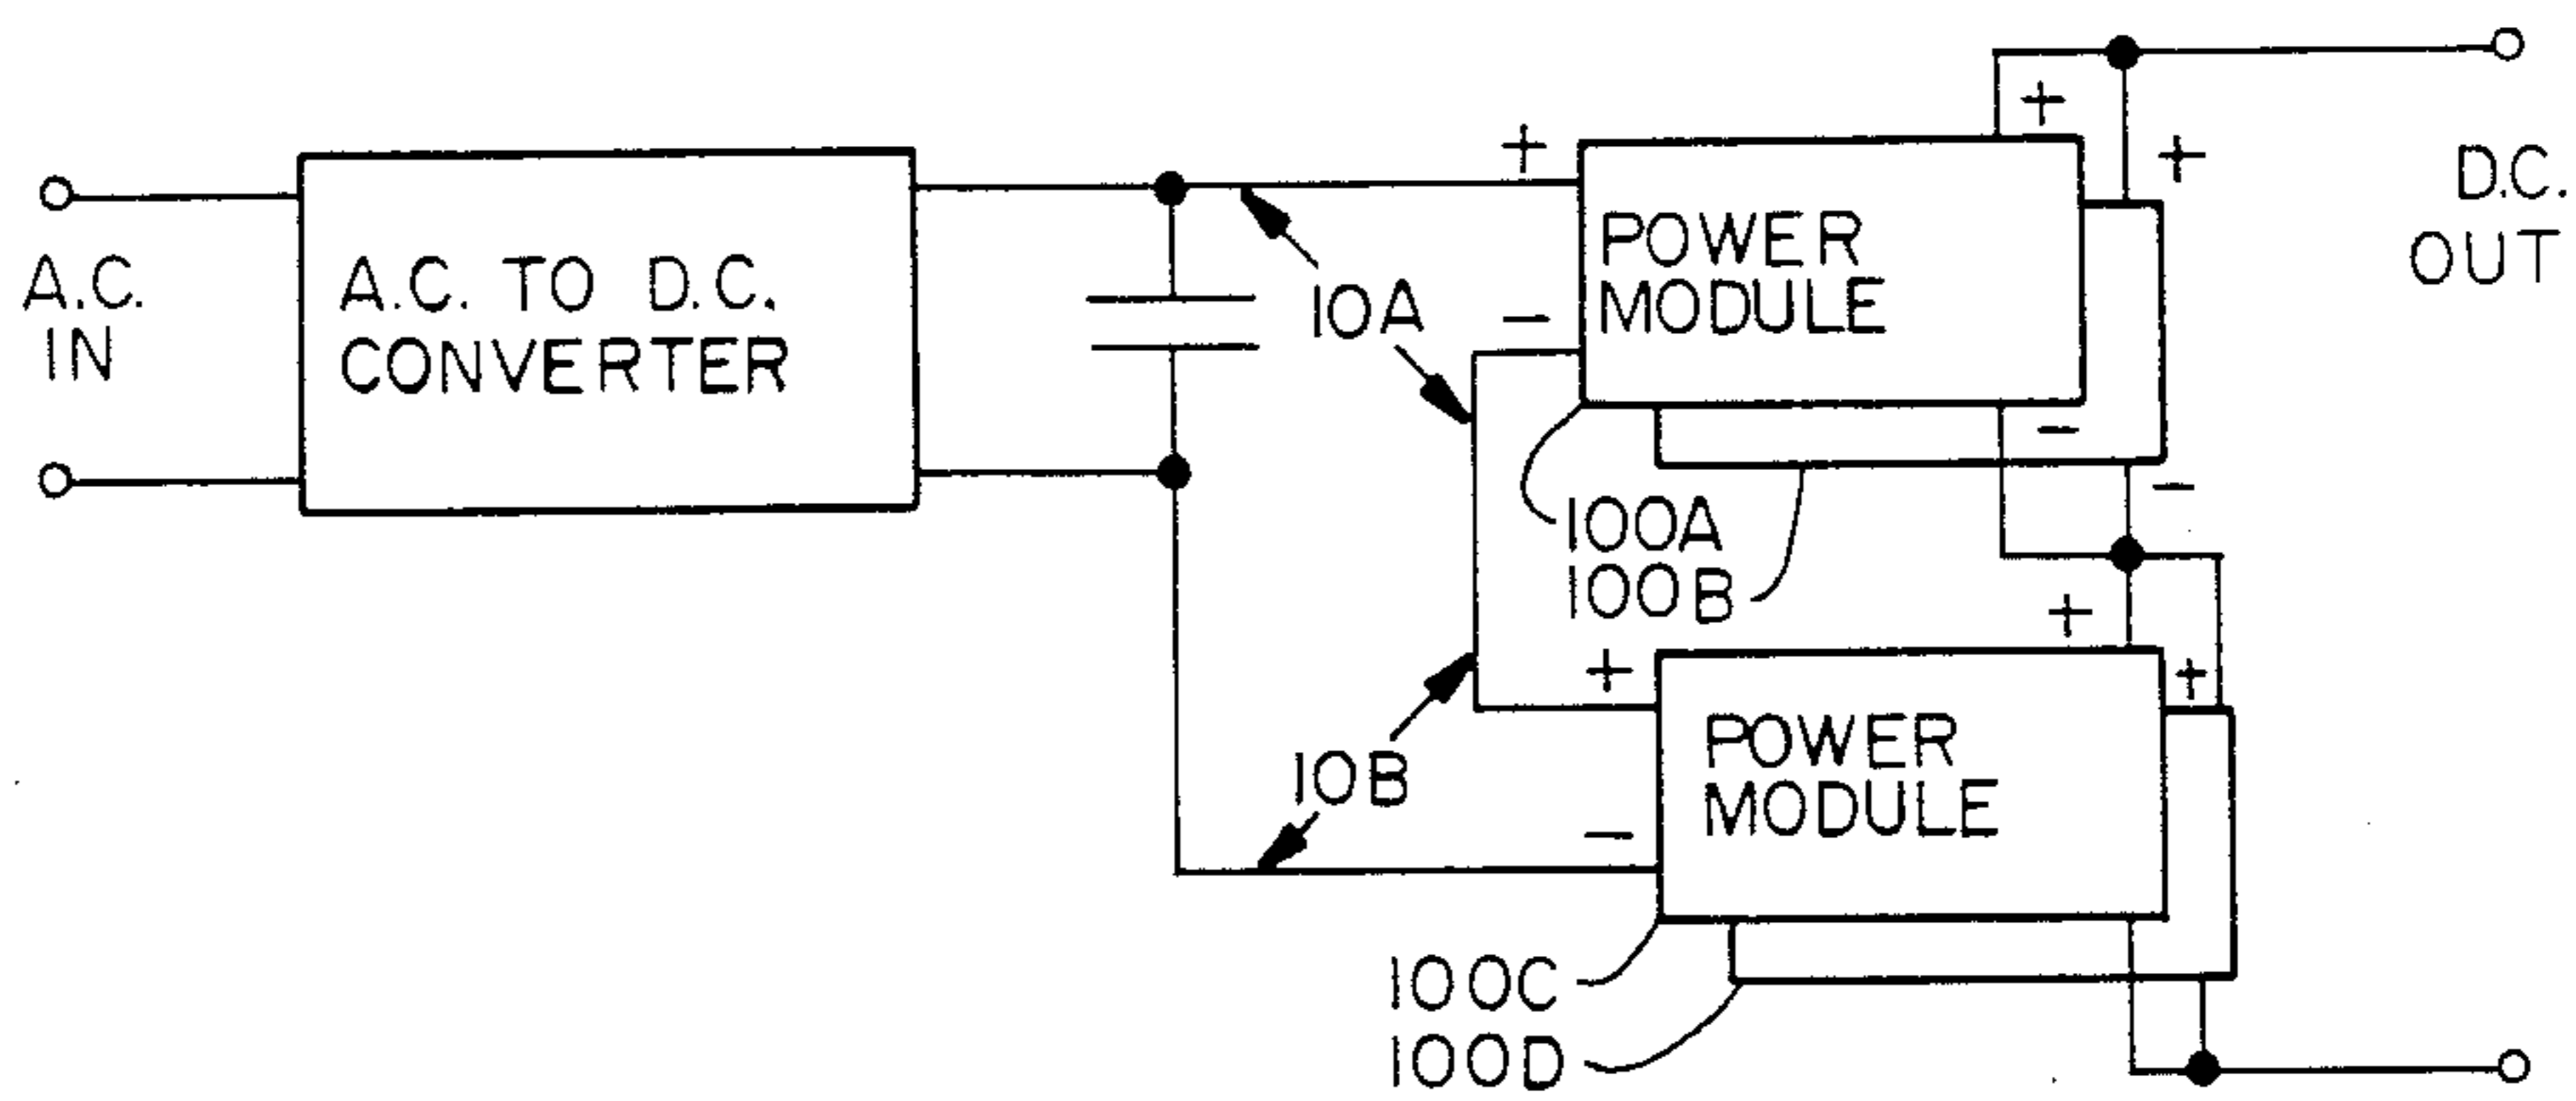 A.C.
IN
A.C. TO D.C.
CONVERTER
10A
10B
+
-
POWER
MODULE
+
+
-
-
100A
100B
+
-
POWER
MODULE
+
+
100C
100D
D.C.
OUT